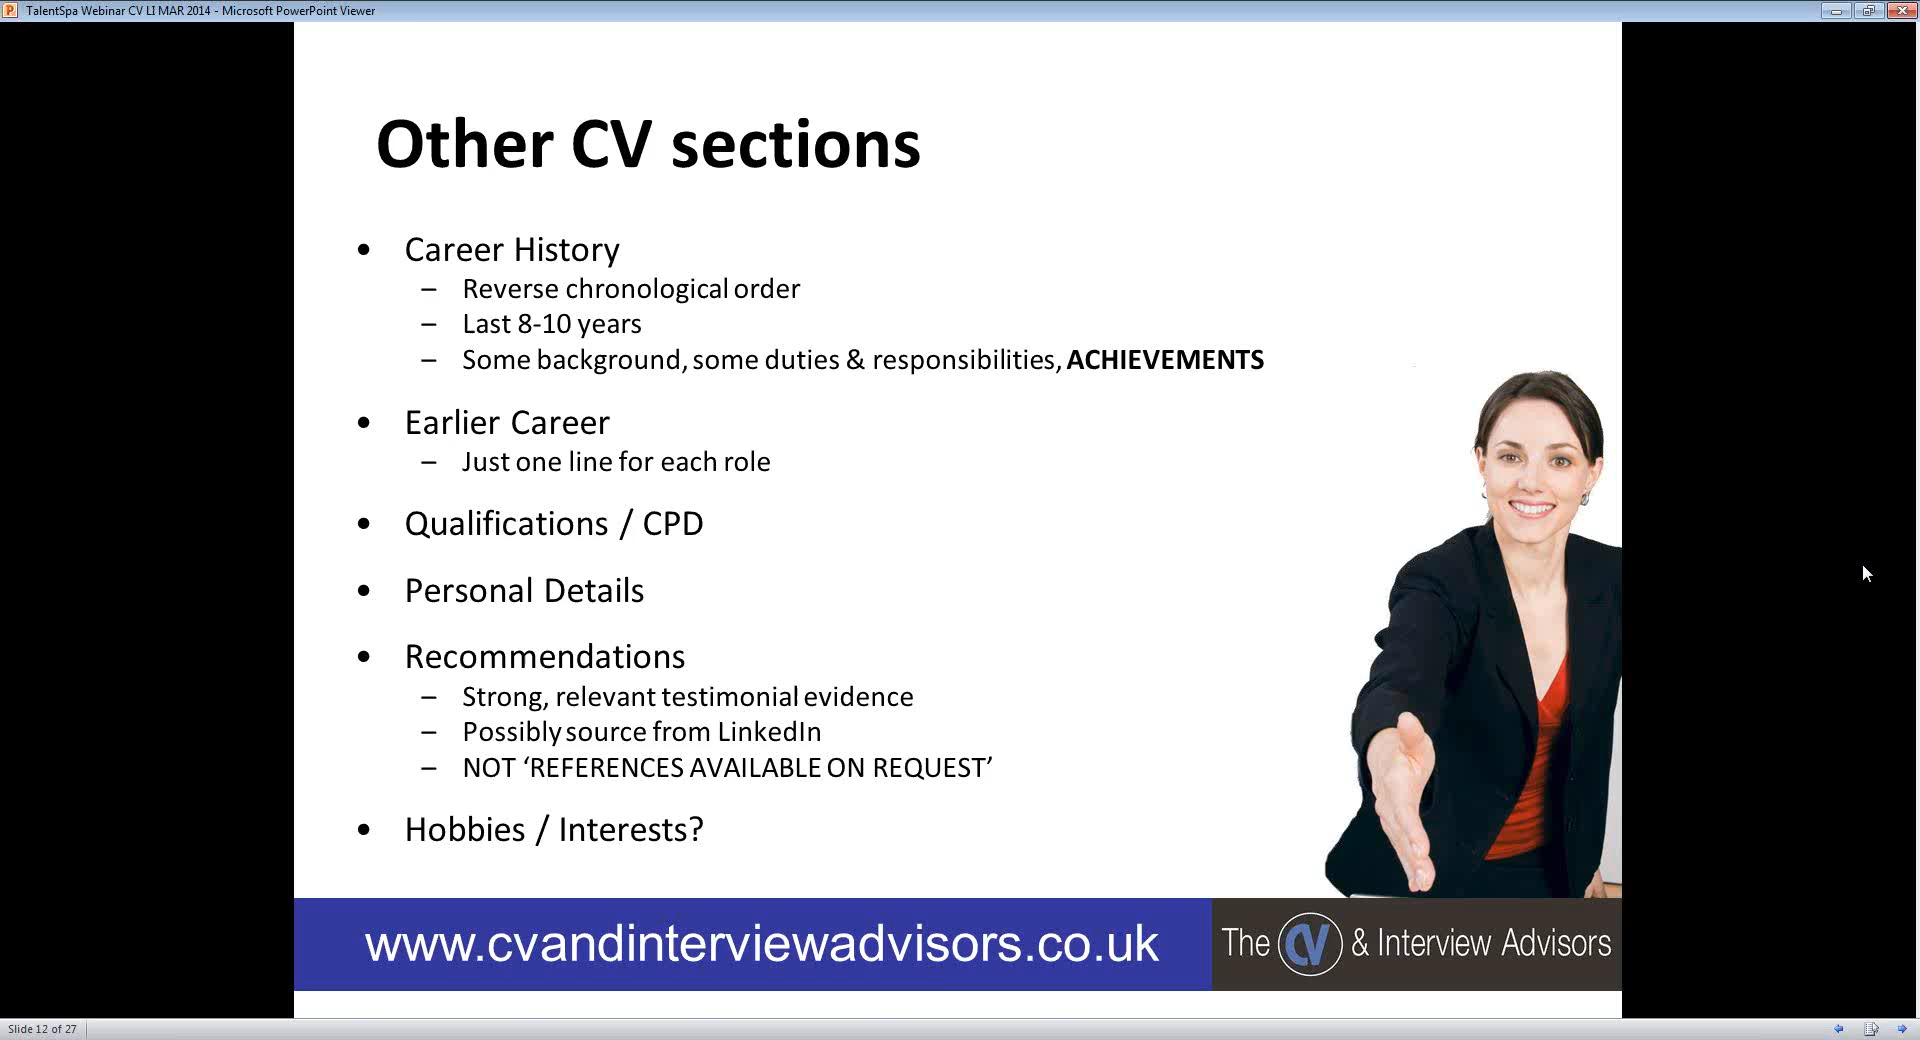 TalentSpa Webinar CV LI MAR 2014 - Microsoft PowerPoint Viewer
Other CV sections
• Career History
– Reverse chronological order
– Last 8-10 years
– Some background, some duties & responsibilities, ACHIEVEMENTS
• Earlier Career
– Just one line for each role
• Qualifications / CPD
• Personal Details
• Recommendations
– Strong, relevant testimonial evidence
– Possibly source from LinkedIn
– NOT ‘REFERENCES AVAILABLE ON REQUEST’
• Hobbies / Interests?
www.cvandinterviewadvisors.co.uk
The CV & Interview Advisors
Slide 12 of 27